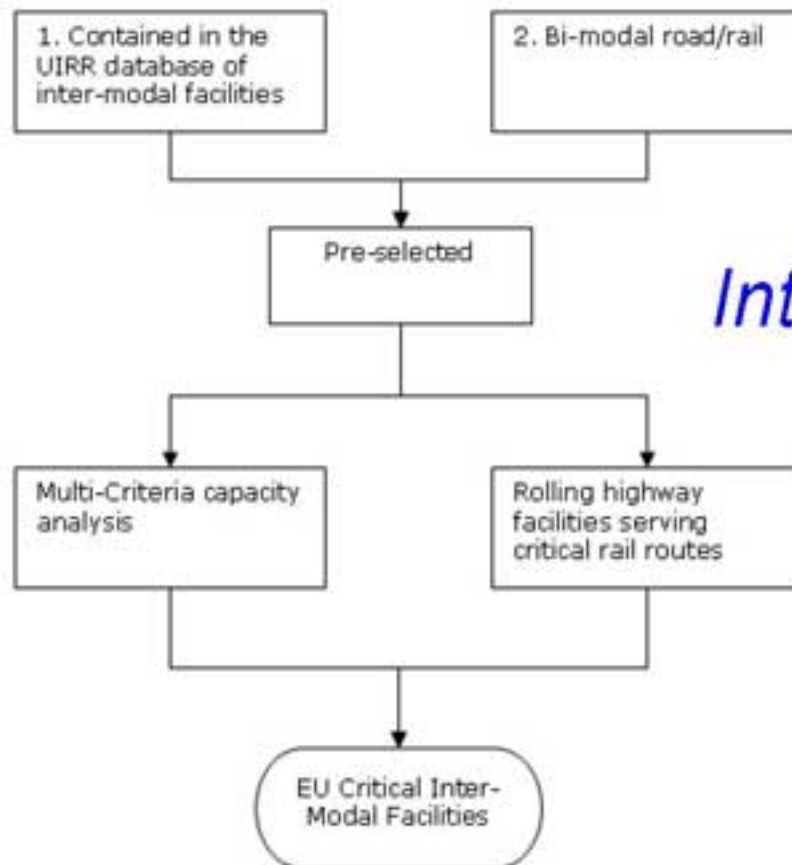 1. Contained in the
UIRR database of
inter-modal facilities
2. Bi-modal road/rail
Pre-selected
Int
Multi-Criteria capacity
analysis
Rolling highway
facilities serving
critical rail routes
EU Critical Inter-
Modal Facilities